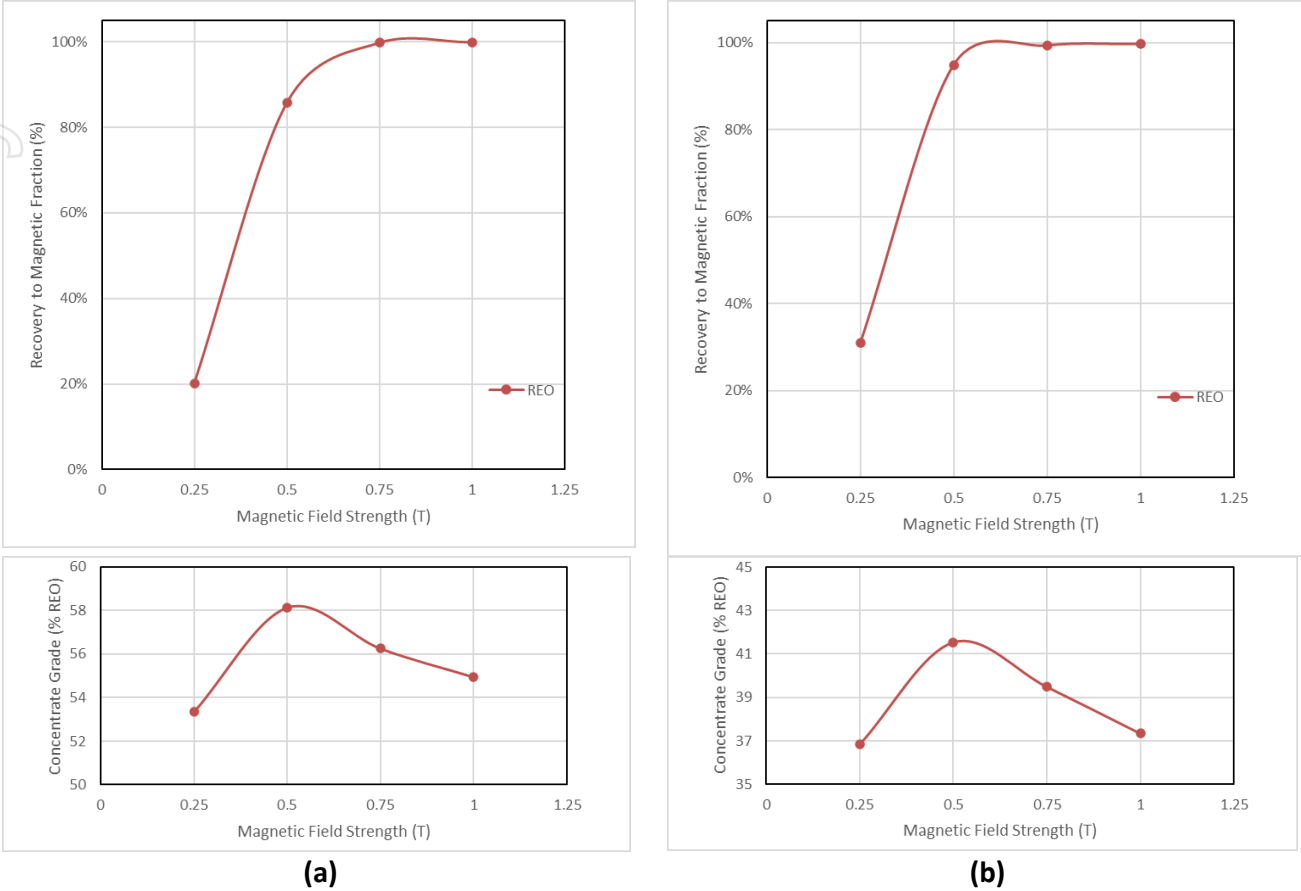 100%
80%
60%
40%
20%
0%
Recovery to Magnetic Fraction (%)
REO
0 0.25 0.5 0.75 1 1.25
Magnetic Field Strength (T)
100%
80%
60%
40%
20%
0%
Recovery to Magnetic Fraction (%)
REO
0 0.25 0.5 0.75 1 1.25
Magnetic Field Strength (T)
60
58
56
54
52
50
Concentrate Grade (% REO)
0 0.25 0.5 0.75 1 1.25
Magnetic Field Strength (T)
(a)
45
43
41
39
37
35
Concentrate Grade (% REO)
0 0.25 0.5 0.75 1 1.25
Magnetic Field Strength (T)
(b)